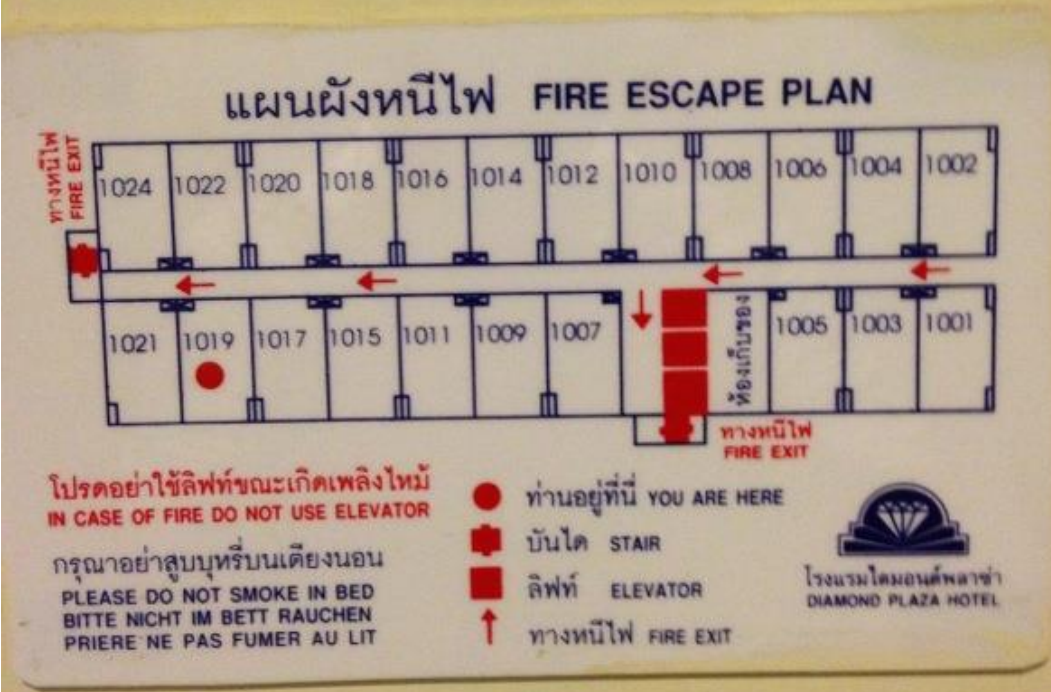 แผนผังหนีไฟ FIRE ESCAPE PLAN
ทางหนีไฟ
FIRE EXIT
1024 1022 1020 1018 1016 1014 1012 1010 1008 1006 1004 1002
1021 1019 1017 1015 1011 1009 1007 ห้องเก็บของ 1005 1003 1001
ทางหนีไฟ
FIRE EXIT
โปรดอย่าใช้ลิฟท์ขณะเกิดเพลิงไหม้
IN CASE OF FIRE DO NOT USE ELEVATOR
กรุณาอย่าสูบบุหรี่บนเตียงนอน
PLEASE DO NOT SMOKE IN BED
BITTE NICHT IM BETT RAUCHEN
PRIERE NE PAS FUMER AU LIT
ท่านอยู่ที่นี่ YOU ARE HERE
บันได STAIR
ลิฟท์ ELEVATOR
ทางหนีไฟ FIRE EXIT
โรงแรมไดมอนด์พลาซ่า
DIAMOND PLAZA HOTEL